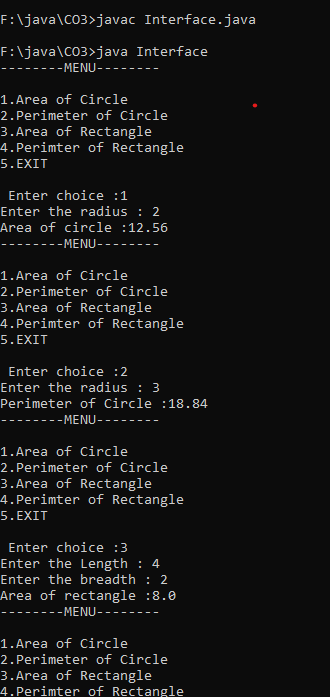 F:\java\CO3>javac Interface.java
F:\java\CO3>java Interface
--------MENU--------
1.Area of Circle
2.Perimeter of Circle
3.Area of Rectangle
4.Perimter of Rectangle
5.EXIT
Enter choice :1
Enter the radius : 2
Area of circle :12.56
--------MENU--------
1.Area of Circle
2.Perimeter of Circle
3.Area of Rectangle
4.Perimter of Rectangle
5.EXIT
Enter choice :2
Enter the radius : 3
Perimeter of Circle :18.84
--------MENU--------
1.Area of Circle
2.Perimeter of Circle
3.Area of Rectangle
4.Perimter of Rectangle
5.EXIT
Enter choice :3
Enter the Length : 4
Enter the breadth : 2
Area of rectangle :8.0
--------MENU--------
1.Area of Circle
2.Perimeter of Circle
3.Area of Rectangle
4.Perimter of Rectangle